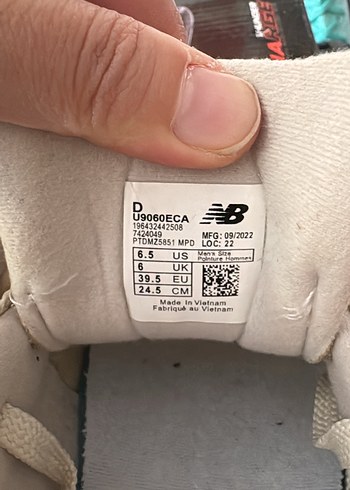 D
U9060ECA
196432442508
7424049
PTDMZ5851 MPD
NB
MFG: 09/2022
LOC: 22
6.5 US
6 UK
39.5 EU
24.5 CM
Men's Size
Pointure Hommes
Made in Vietnam
Fabriqué au Vietnam